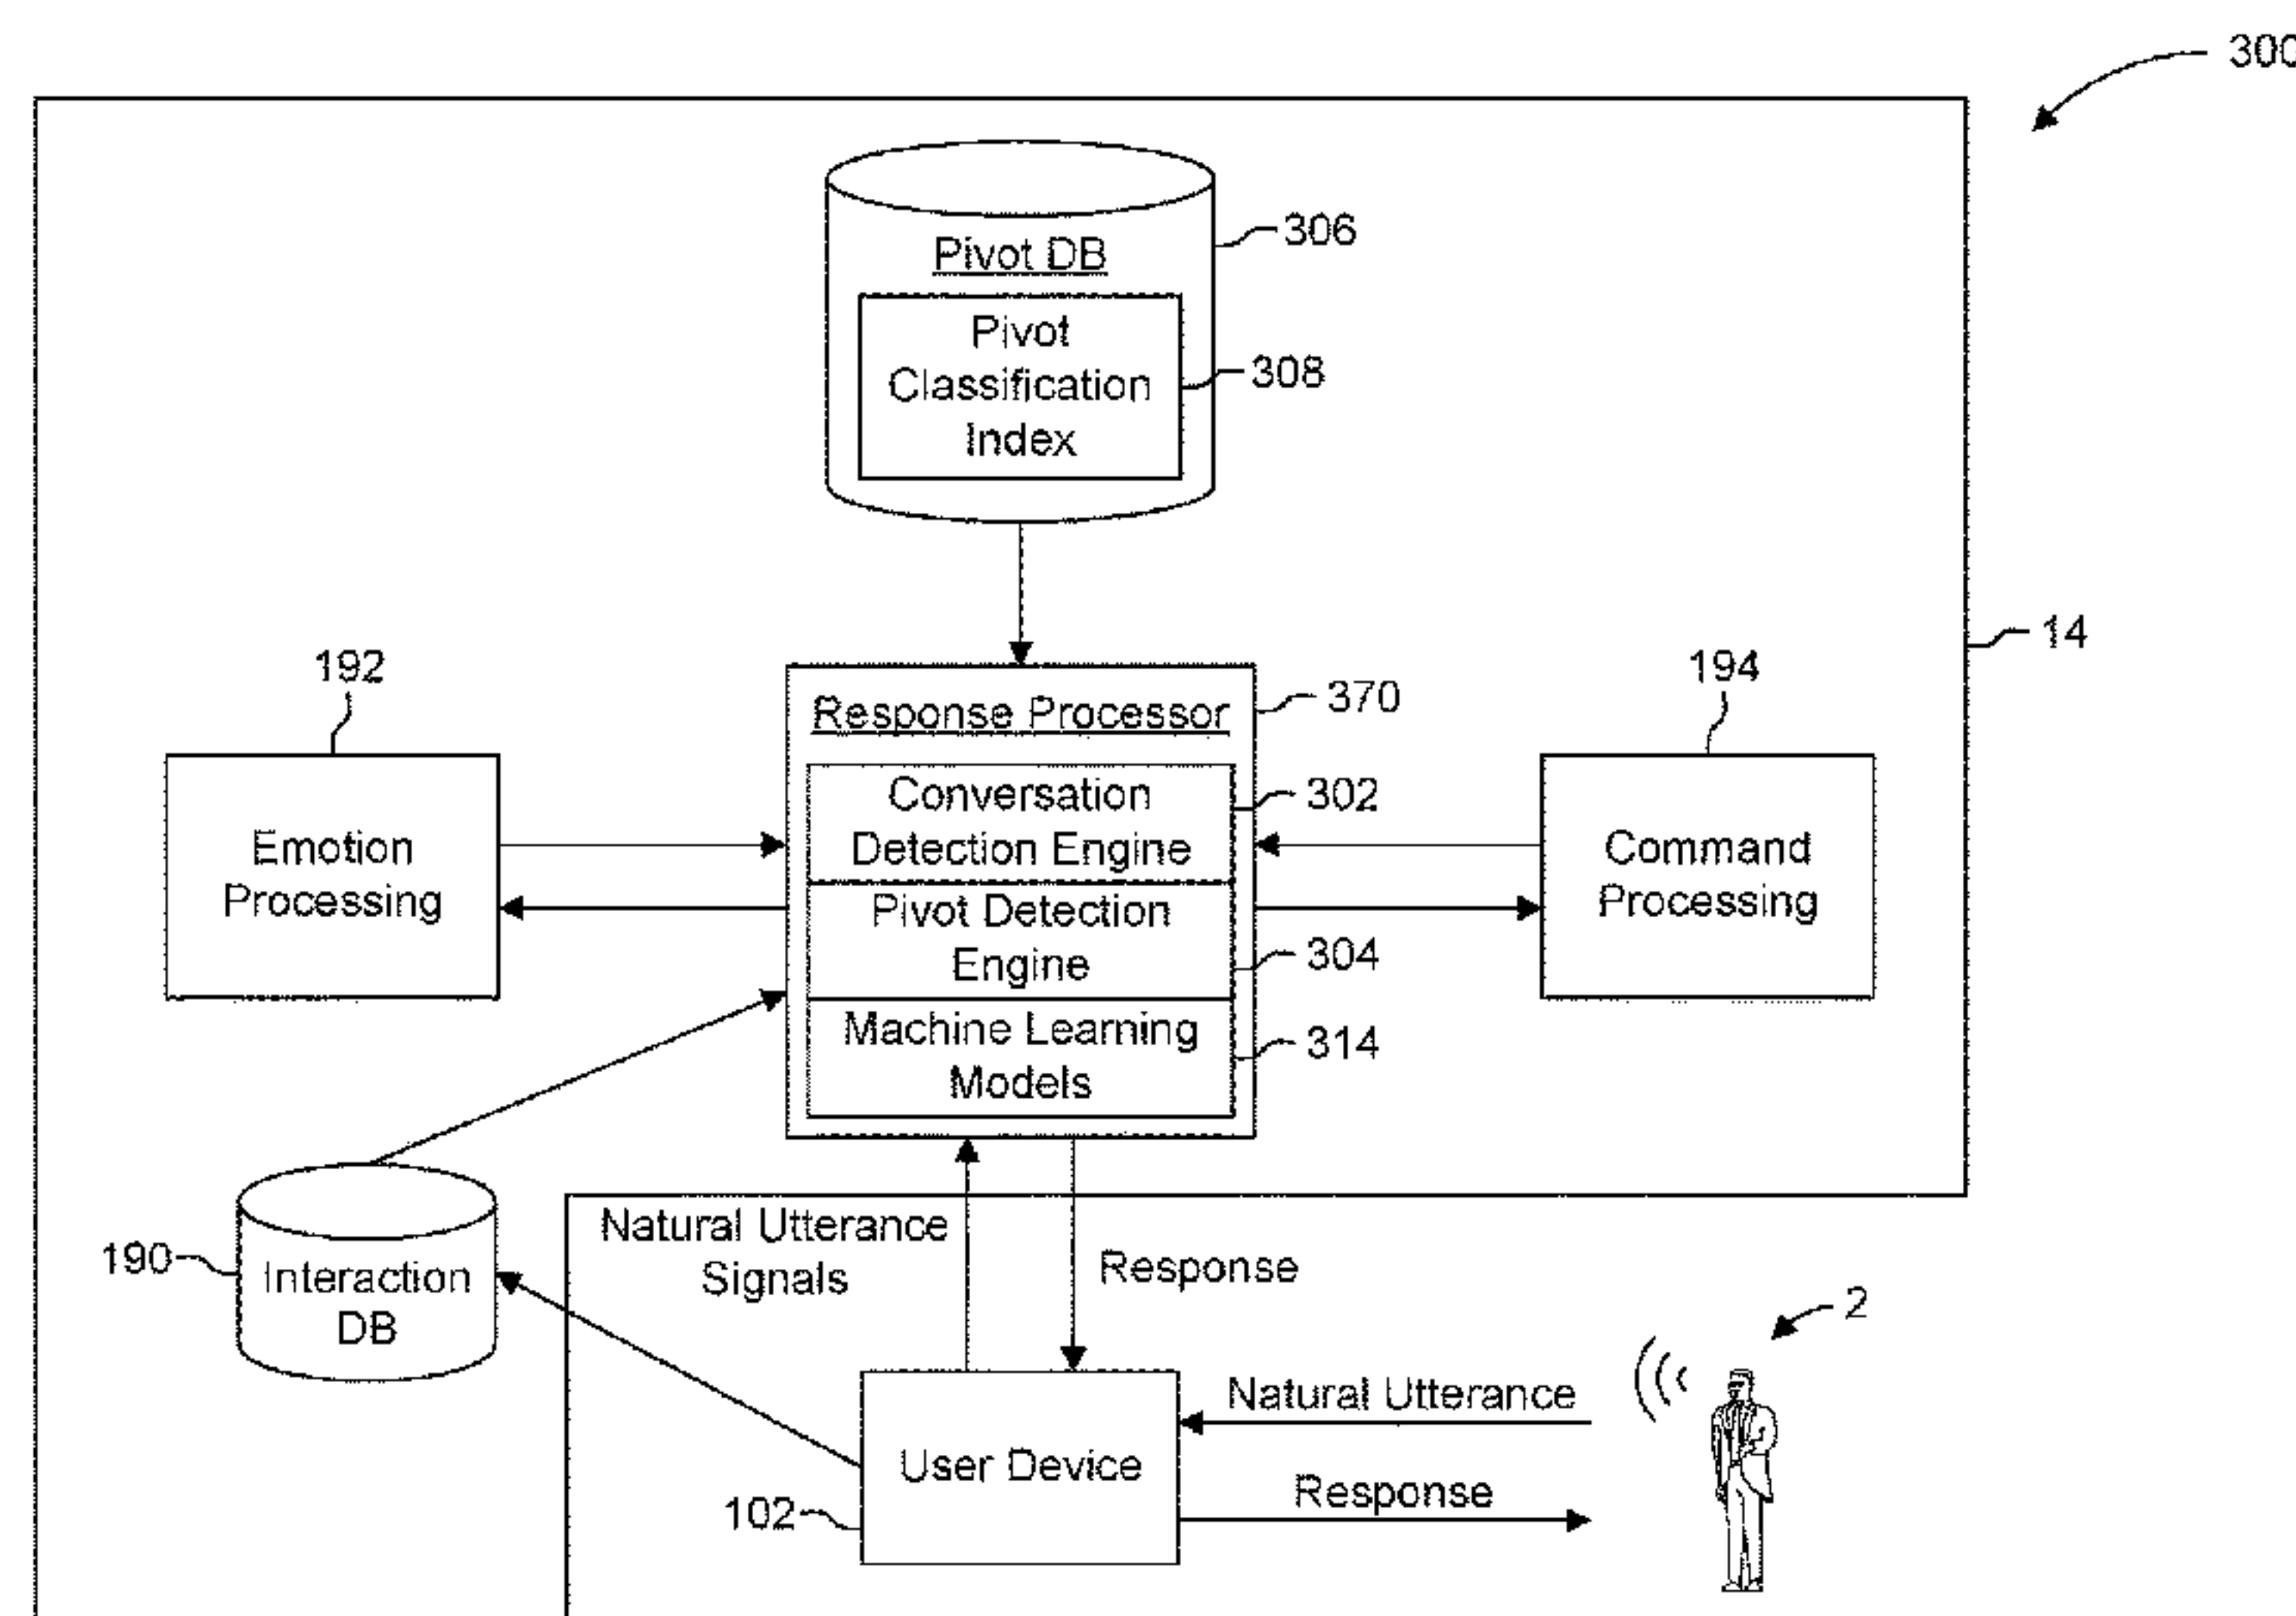 300
Pivot DB
306
Pivot
Classification
Index
308
14
192
Response Processor
370
194
Conversation
Detection Engine
302
Emotion
Processing
Command
Processing
Pivot Detection
Engine
304
Machine Learning
Models
314
Natural Utterance
Signals
Response
190
Interaction
DB
2
Natural Utterance
User Device
Response
102